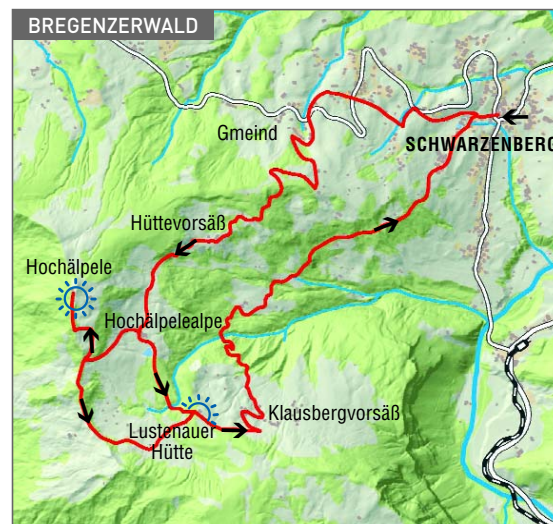 BREGENZERWALD
Gmeind
SCHWARZENBERG
Hüttevorsäß
Hochälpele
Hochälpelealpe
Klausbergvorsäß
Lustenauer
Hütte